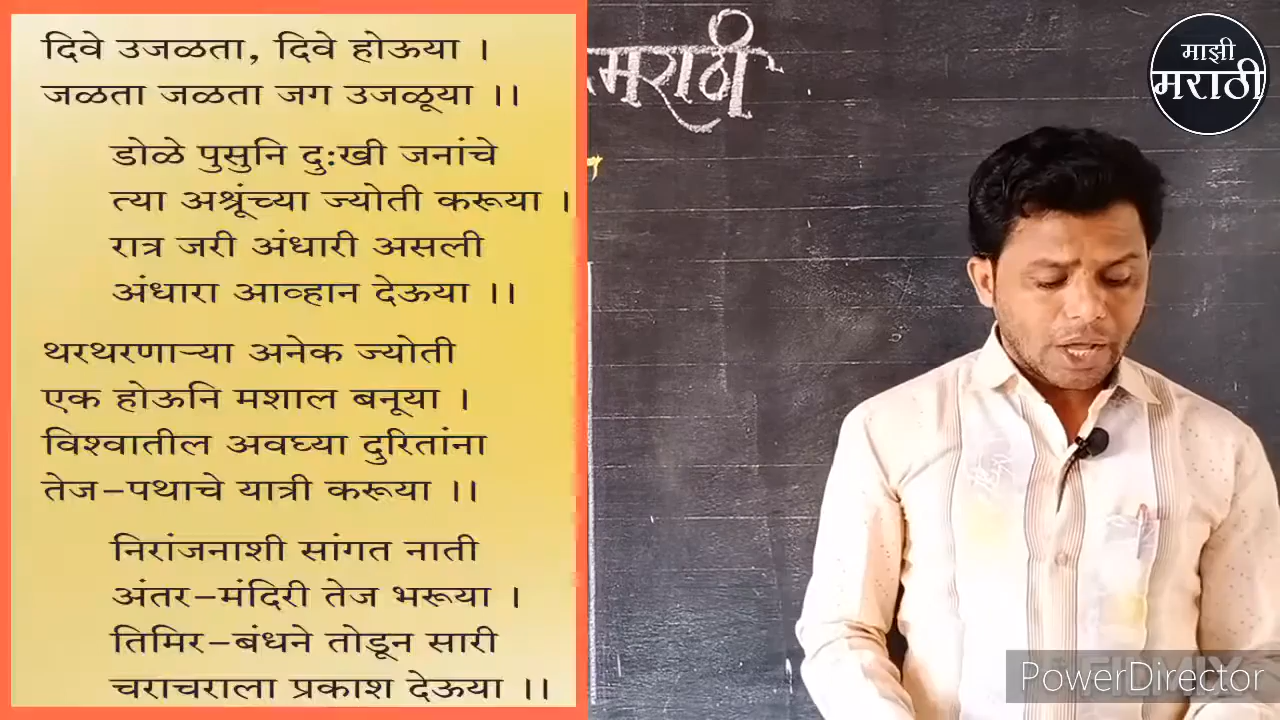 दिवे उजळता, दिवे होऊया ।
जळता जळता जग उजळूया ।।
डोळे पुसुनि दुःखी जनांचे
त्या अश्रूंच्या ज्योती करूया ।
रात्र जरी अंधारी असली
अंधारा आव्हान देऊया ।।
थरथरणाऱ्या अनेक ज्योती
एक होऊनि मशाल बनूया ।
विश्वातील अवघ्या दुरितांना
तेज–पथाचे यात्री करूया ।।
निरांजनाशी सांगत नाती
अंतर–मंदिरी तेज भरूया ।
तिमिर–बंधने तोडून सारी
चराचराला प्रकाश देऊया ।।
मराठी
माझी
मराठी
PowerDirector